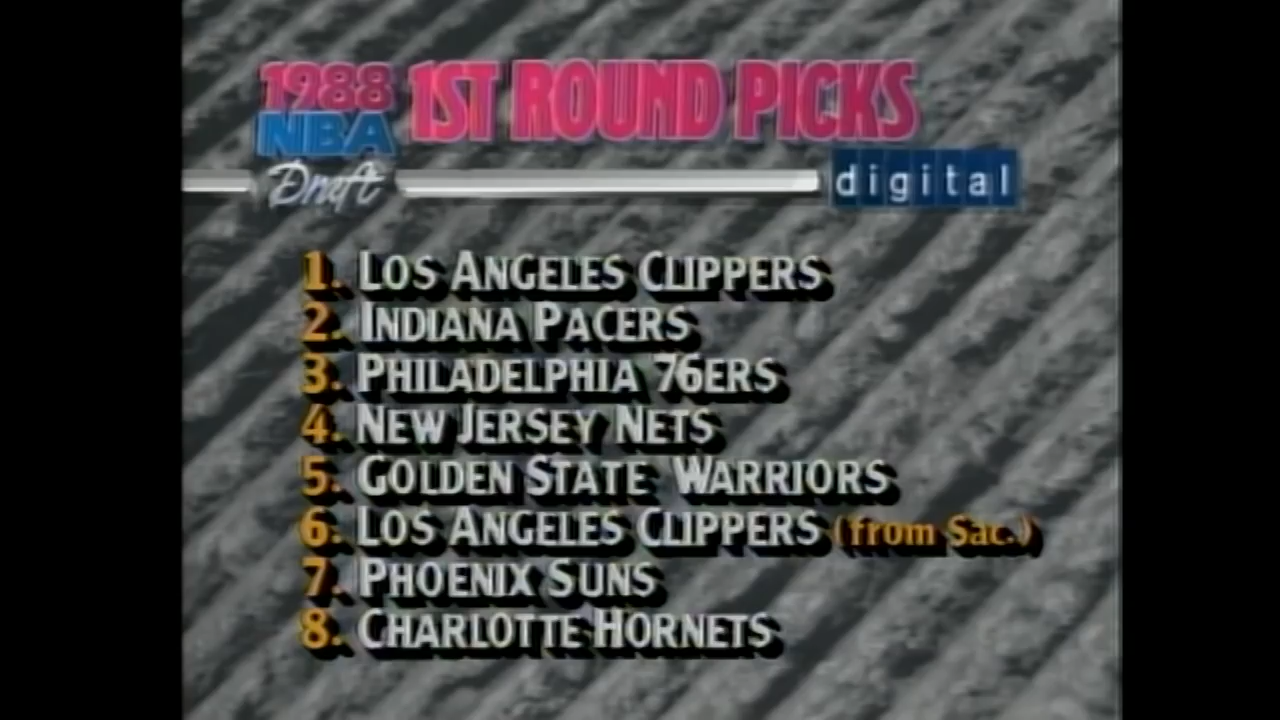 1988 1ST ROUND PICKS
NBA
Draft
digital
1. LOS ANGELES CLIPPERS
2. INDIANA PACERS
3. PHILADELPHIA 76ERS
4. NEW JERSEY NETS
5. GOLDEN STATE WARRIORS
6. LOS ANGELES CLIPPERS (from Sac.)
7. PHOENIX SUNS
8. CHARLOTTE HORNETS